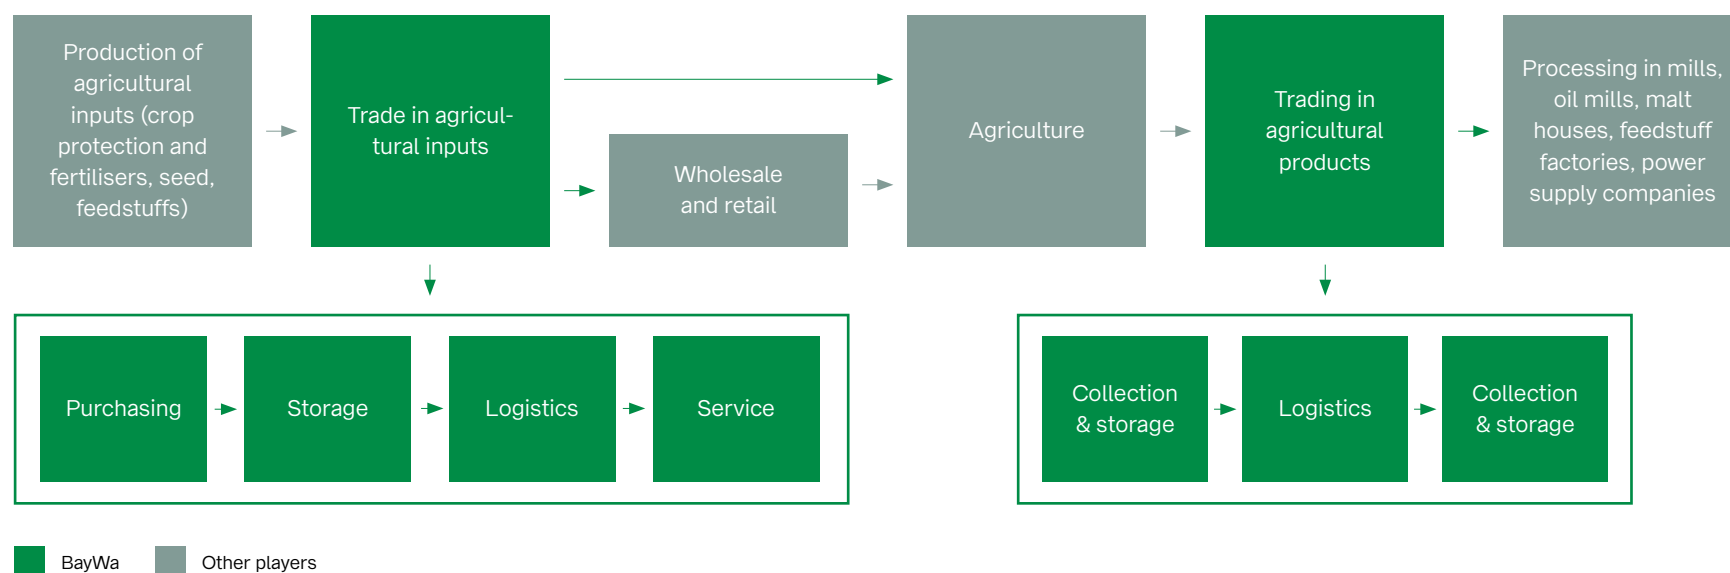 Production of
agricultural
inputs (crop
protection and
fertilisers, seed,
feedstuffs)
Trade in agricul-
tural inputs
Wholesale
and retail
Agriculture
Trading in
agricultural
products
Processing in mills,
oil mills, malt
houses, feedstuff
factories, power
supply companies
Purchasing
Storage
Logistics
Service
Collection
& storage
Logistics
Collection
& storage
BayWa
Other players